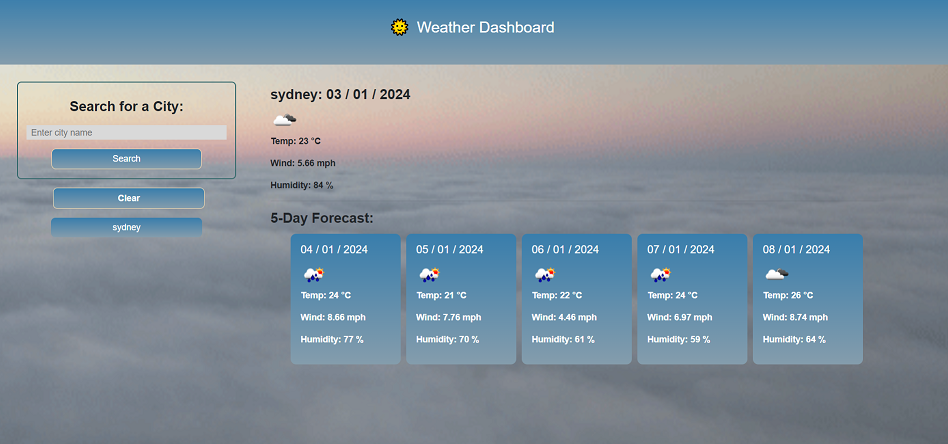 Weather Dashboard
Search for a City:
Enter city name
Search
Clear
sydney
sydney: 03 / 01 / 2024
Temp: 23 °C
Wind: 5.66 mph
Humidity: 84 %
5-Day Forecast:
04 / 01 / 2024
Temp: 24 °C
Wind: 8.66 mph
Humidity: 77 %
05 / 01 / 2024
Temp: 21 °C
Wind: 7.76 mph
Humidity: 70 %
06 / 01 / 2024
Temp: 22 °C
Wind: 4.46 mph
Humidity: 61 %
07 / 01 / 2024
Temp: 24 °C
Wind: 6.97 mph
Humidity: 59 %
08 / 01 / 2024
Temp: 26 °C
Wind: 8.74 mph
Humidity: 64 %